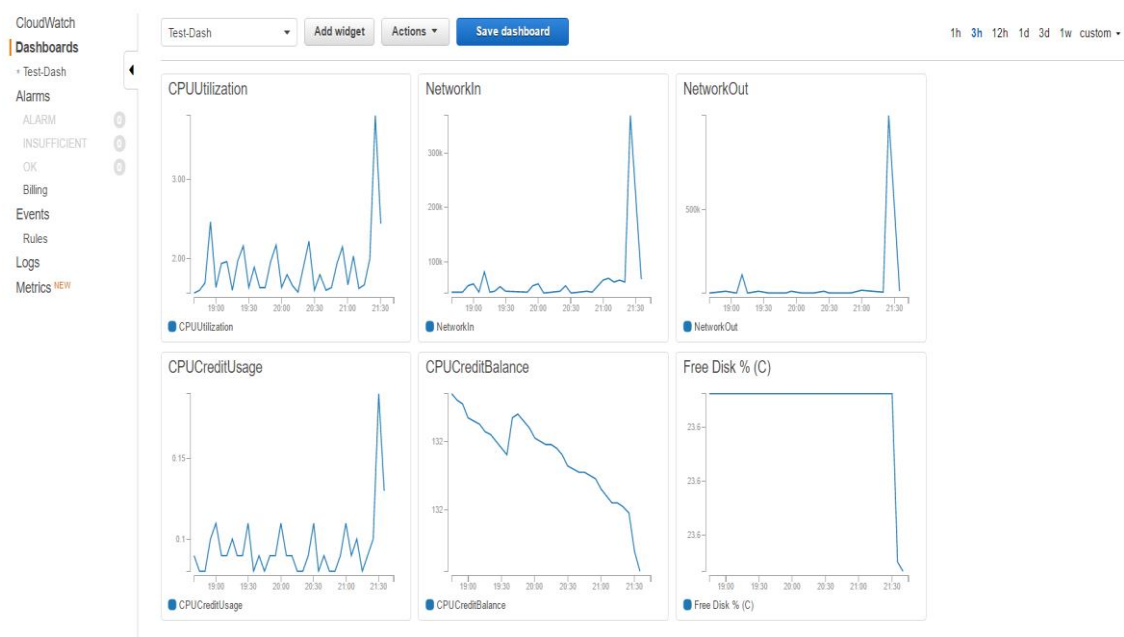 CloudWatch
Dashboards
Test-Dash
Alarms
ALARM 0
INSUFFICIENT 0
OK 0
Billing
Events
Rules
Logs
Metrics NEW
Test-Dash Add widget Actions Save dashboard 1h 3h 12h 1d 3d 1w custom
CPUUtilization
3.00
2.00
19:00 19:30 20:00 20:30 21:00 21:30
CPUUtilization
NetworkIn
300k
200k
100k
19:00 19:30 20:00 20:30 21:00 21:30
NetworkIn
NetworkOut
500k
19:00 19:30 20:00 20:30 21:00 21:30
NetworkOut
CPUCreditUsage
0.15
0.1
19:00 19:30 20:00 20:30 21:00 21:30
CPUCreditUsage
CPUCreditBalance
132
132
19:00 19:30 20:00 20:30 21:00 21:30
CPUCreditBalance
Free Disk % (C)
23.6
23.6
23.6
19:00 19:30 20:00 20:30 21:00 21:30
Free Disk % (C)